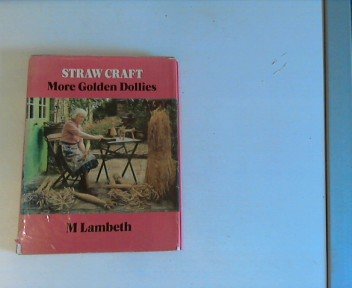 STRAW CRAFT
More Golden Dollies
M Lambeth